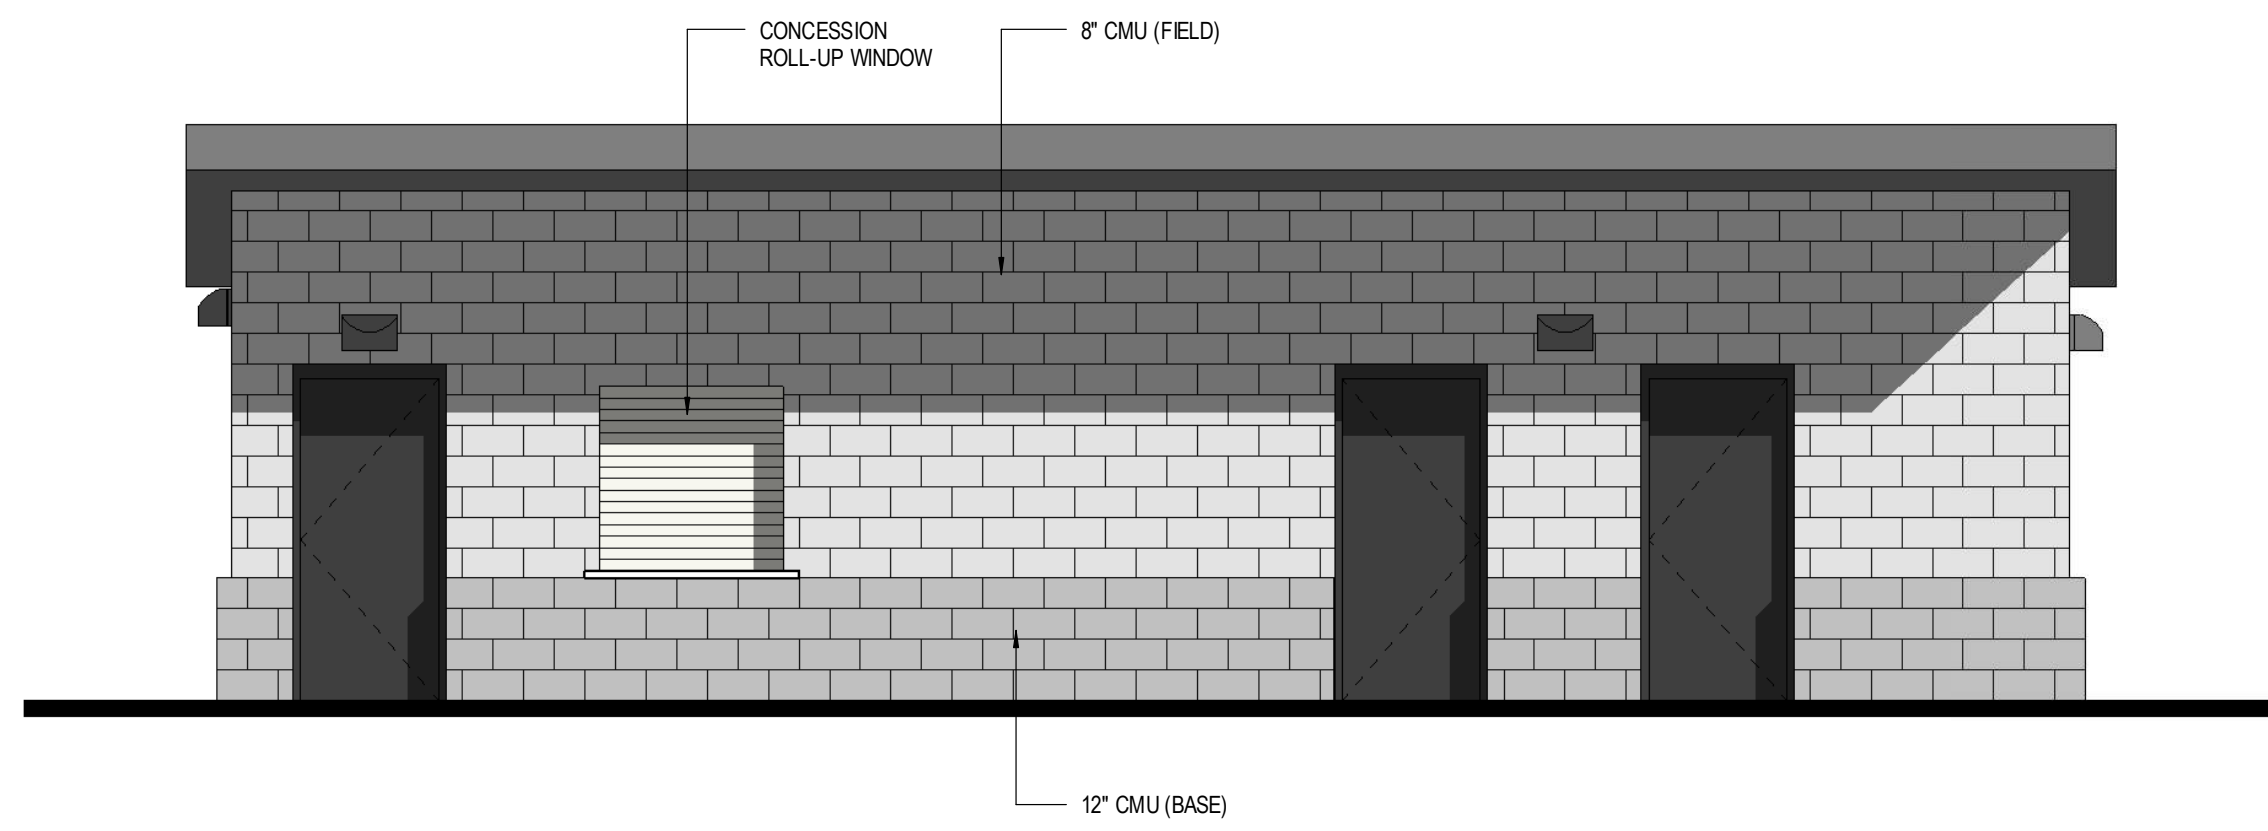 CONCESSION
ROLL-UP WINDOW
8" CMU (FIELD)
12" CMU (BASE)